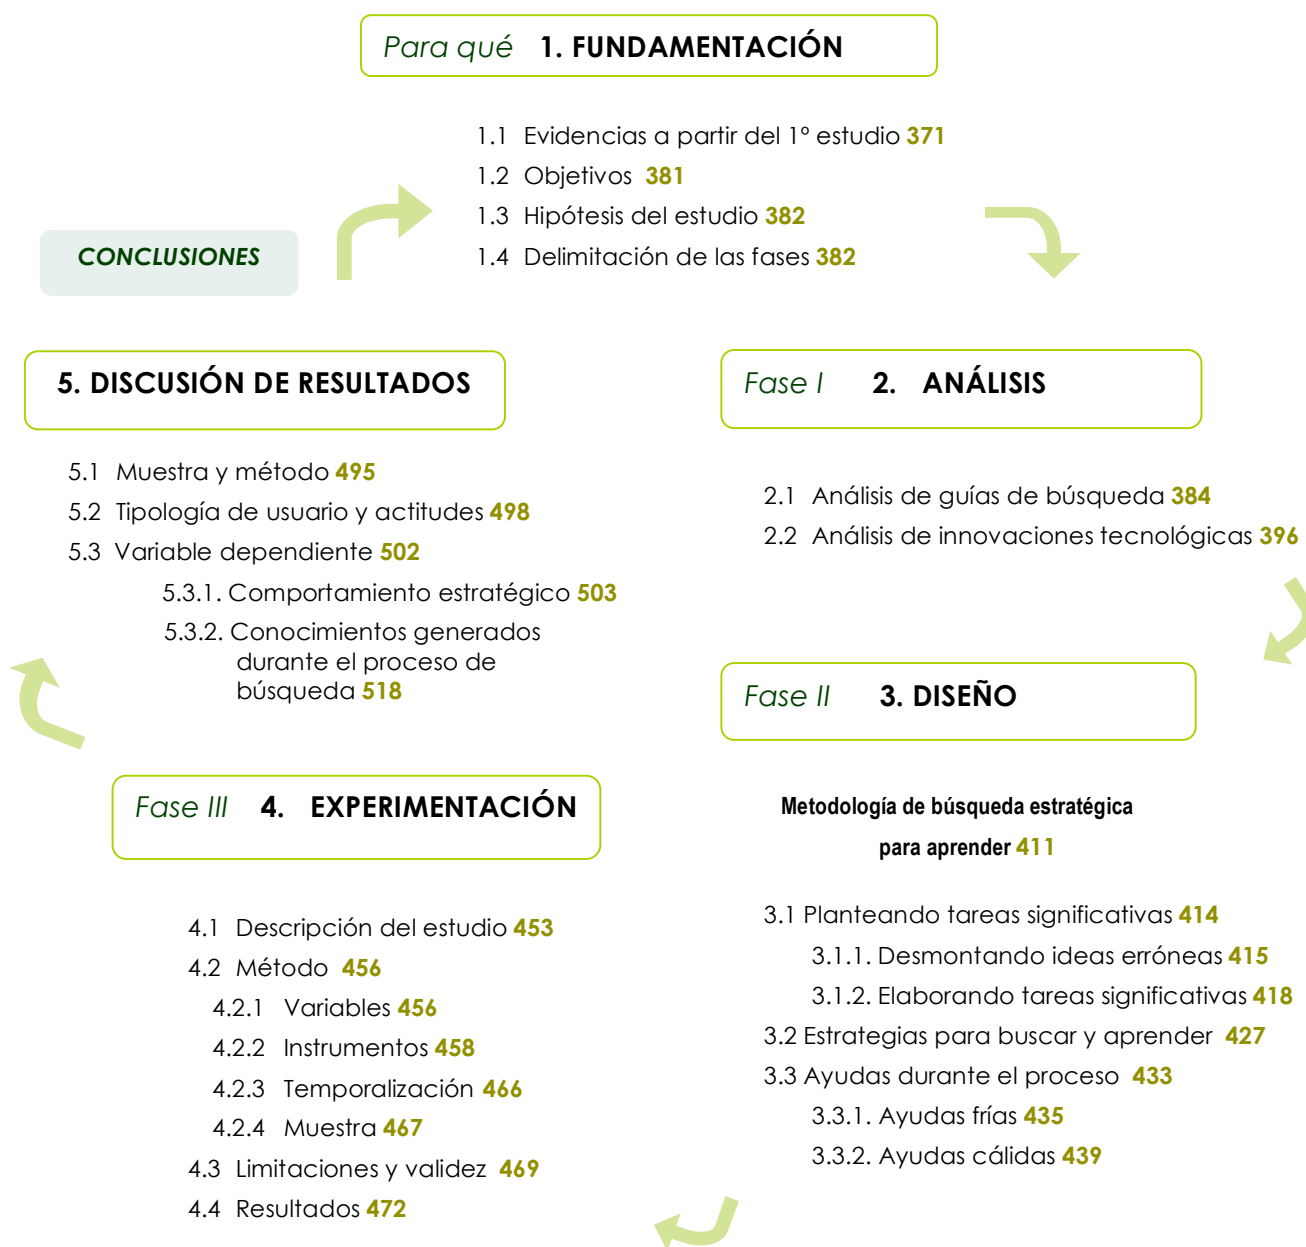 Para qué 1. FUNDAMENTACIÓN
1.1 Evidencias a partir del 1º estudio 371
1.2 Objetivos 381
1.3 Hipótesis del estudio 382
1.4 Delimitación de las fases 382
CONCLUSIONES
5. DISCUSIÓN DE RESULTADOS
5.1 Muestra y método 495
5.2 Tipología de usuario y actitudes 498
5.3 Variable dependiente 502
5.3.1. Comportamiento estratégico 503
5.3.2. Conocimientos generados
durante el proceso de
búsqueda 518
Fase I 2. ANÁLISIS
2.1 Análisis de guías de búsqueda 384
2.2 Análisis de innovaciones tecnológicas 396
Fase II 3. DISEÑO
Metodología de búsqueda estratégica
para aprender 411
3.1 Planteando tareas significativas 414
3.1.1. Desmontando ideas erróneas 415
3.1.2. Elaborando tareas significativas 418
3.2 Estrategias para buscar y aprender 427
3.3 Ayudas durante el proceso 433
3.3.1. Ayudas frías 435
3.3.2. Ayudas cálidas 439
Fase III 4. EXPERIMENTACIÓN
4.1 Descripción del estudio 453
4.2 Método 456
4.2.1 Variables 456
4.2.2 Instrumentos 458
4.2.3 Temporalización 466
4.2.4 Muestra 467
4.3 Limitaciones y validez 469
4.4 Resultados 472